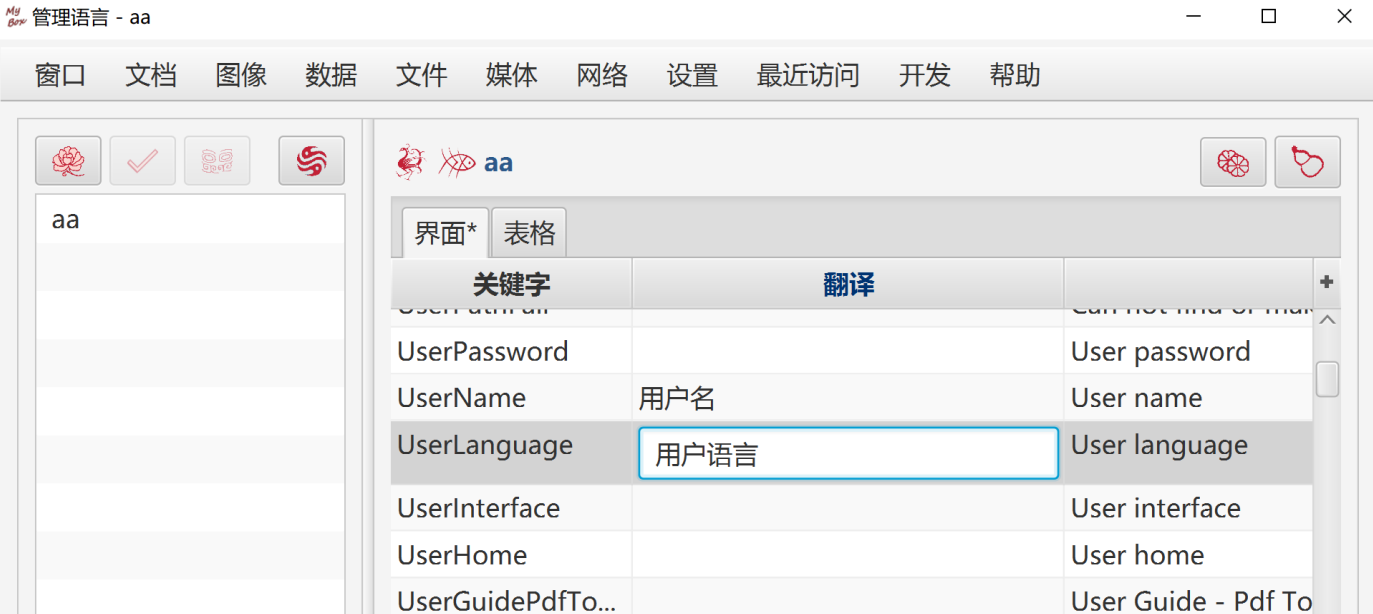 My Box 管理语言 - aa
窗口 文档 图像 数据 文件 媒体 网络 设置 最近访问 开发 帮助
aa
aa
界面* 表格
关键字 翻译
UserPassword User password
UserName 用户名 User name
UserLanguage 用户语言 User language
UserInterface User interface
UserHome User home
UserGuidePdfTo... User Guide - Pdf To